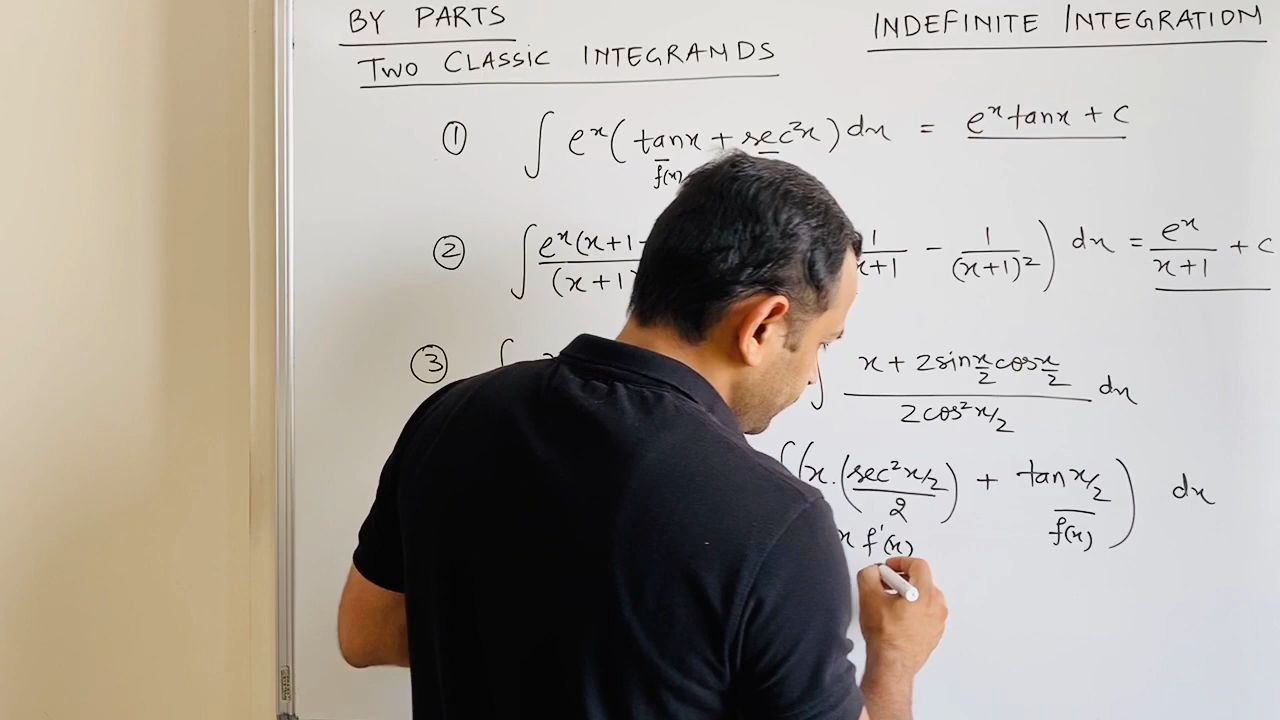 BY PARTS
INDEFINITE INTEGRATION
TWO CLASSIC INTEGRANDS
① ∫ eˣ(tanx + sec²x) dx = eˣ tanx + c
f(x)
② ∫ eˣ(x+1 / (x+1) 1/x+1 − 1/(x+1)²) dx = eˣ/x+1 + c
③ ∫ x + 2sin x/2 cos x/2 / 2cos² x/2 dx
∫(x.(sec² x/2 / 2) + tan x/2) dx
x f'(x) f(x)